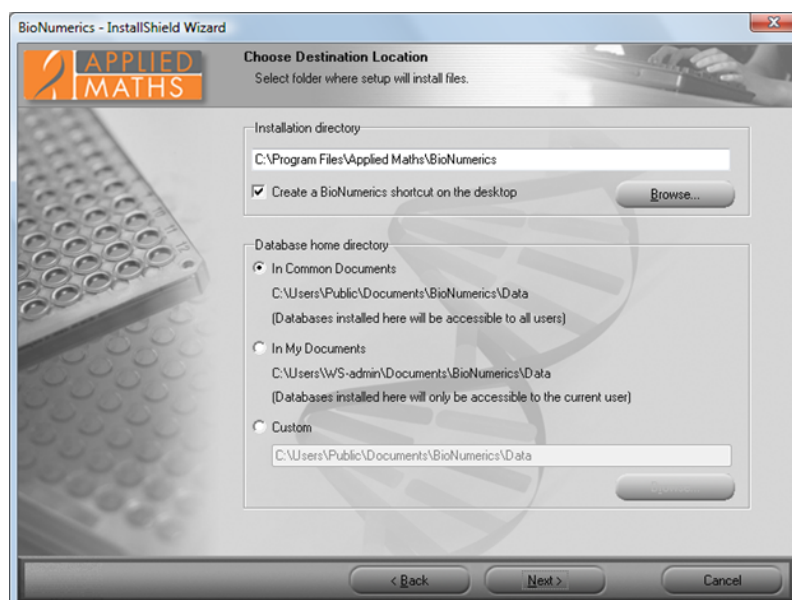 BioNumerics - InstallShield Wizard
APPLIED
MATHS
Choose Destination Location
Select folder where setup will install files.
Installation directory
C:\Program Files\Applied Maths\BioNumerics
Create a BioNumerics shortcut on the desktop
Browse...
Database home directory
In Common Documents
C:\Users\Public\Documents\BioNumerics\Data
(Databases installed here will be accessible to all users)
In My Documents
C:\Users\WS-admin\Documents\BioNumerics\Data
(Databases installed here will only be accessible to the current user)
Custom
C:\Users\Public\Documents\BioNumerics\Data
< Back
Next >
Cancel